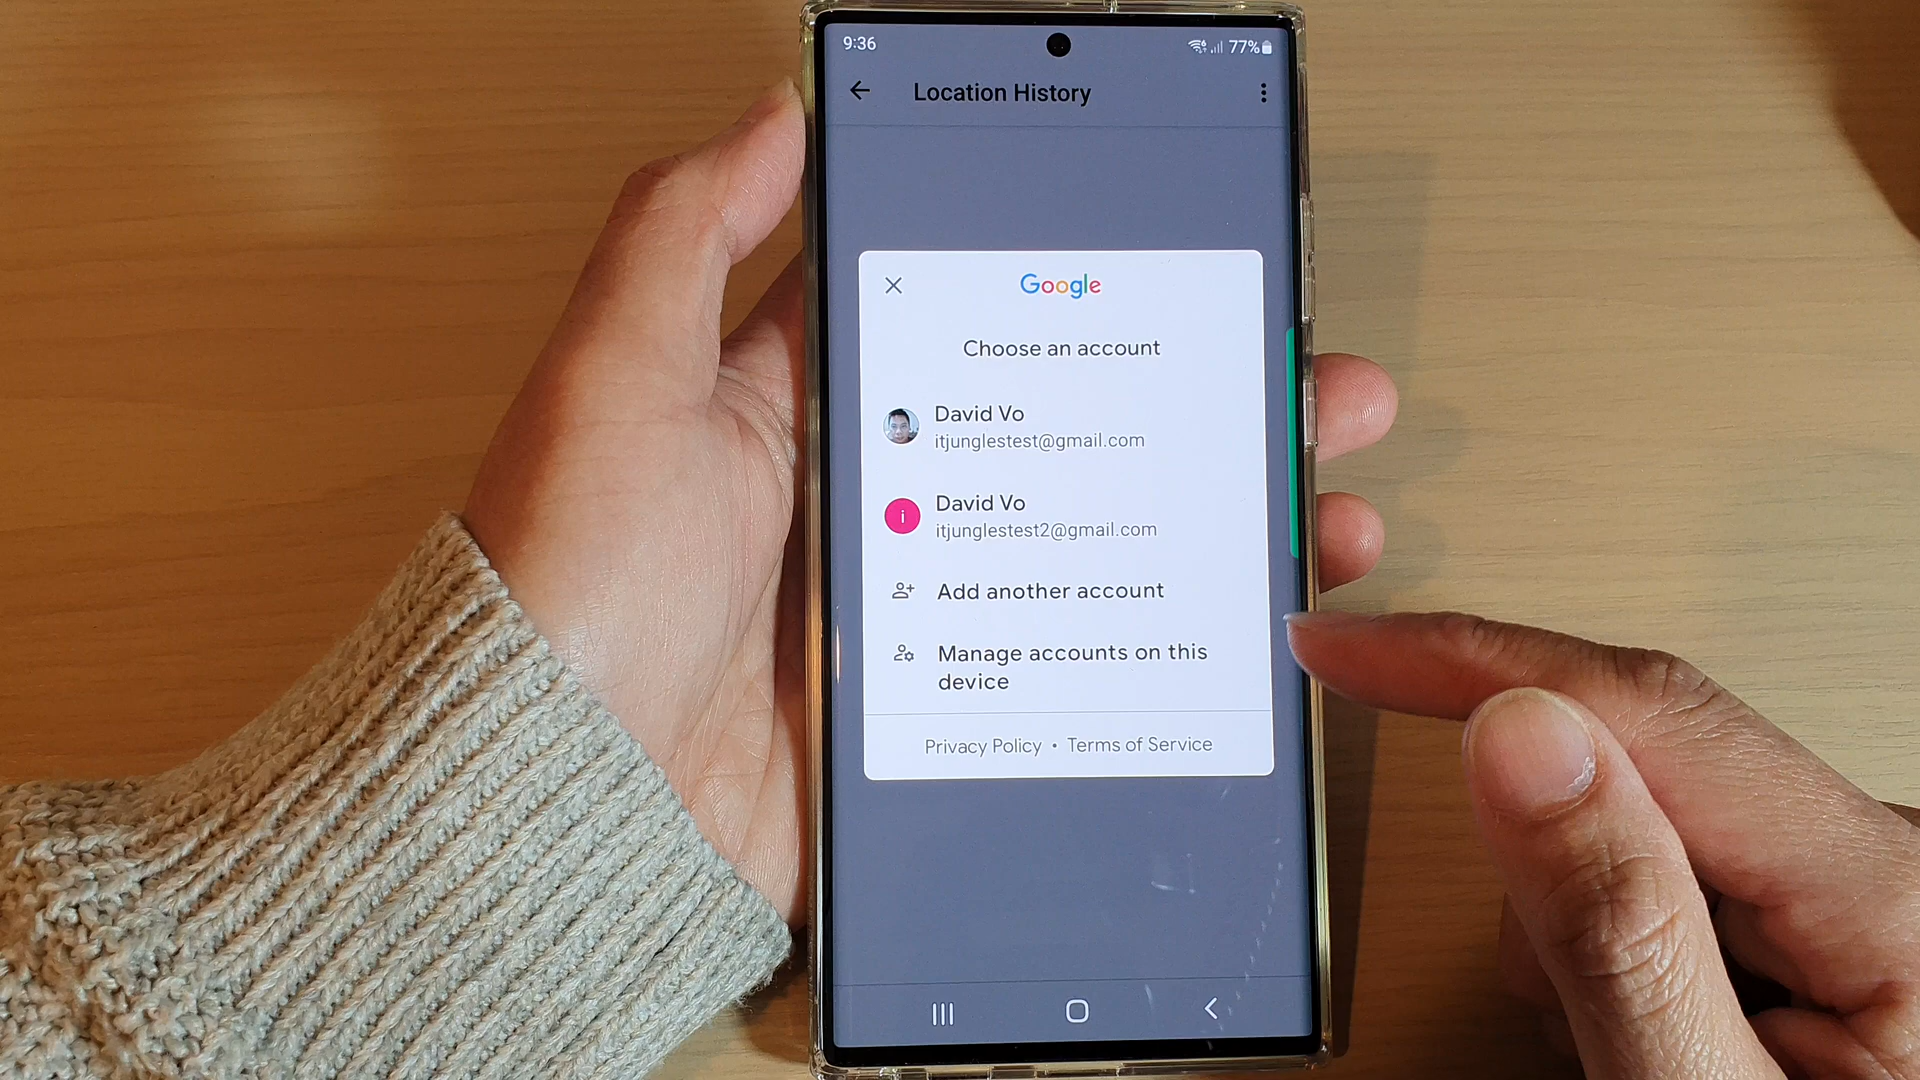 9:36
77%
Location History
Google
Choose an account
David Vo
itjunglestest@gmail.com
i
David Vo
itjunglestest2@gmail.com
Add another account
Manage accounts on this
device
Privacy Policy • Terms of Service